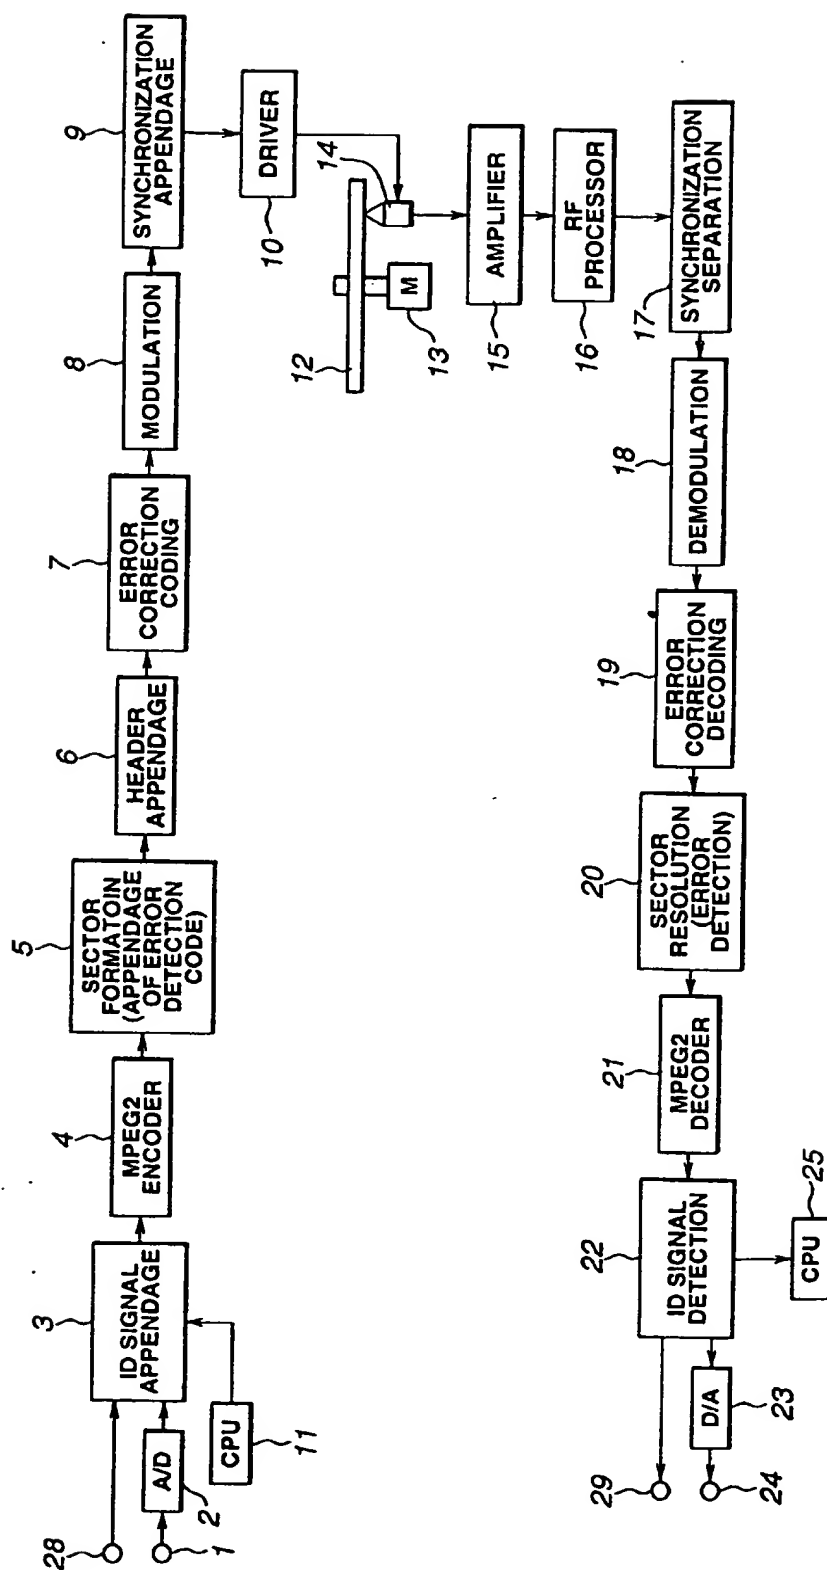 28
1
A/D
2
CPU
11
3
ID SIGNAL
APPENDAGE
4
MPEG2
ENCODER
5
SECTOR
FORMATOIN
(APPENDAGE
OF ERROR
DETECTION
CODE)
6
HEADER
APPENDAGE
7
ERROR
CORRECTION
CODING
8
MODULATION
9
SYNCHRONIZATION
APPENDAGE
10
DRIVER
12
14
M
13
15
AMPLIFIER
16
RF
PROCESSOR
17
SYNCHRONIZATION
SEPARATION
18
DEMODULATION
19
ERROR
CORRECTION
DECODING
20
SECTOR
RESOLUTION
(ERROR
DETECTION)
21
MPEG2
DECODER
22
ID SIGNAL
DETECTION
CPU
25
D/A
23
29
24